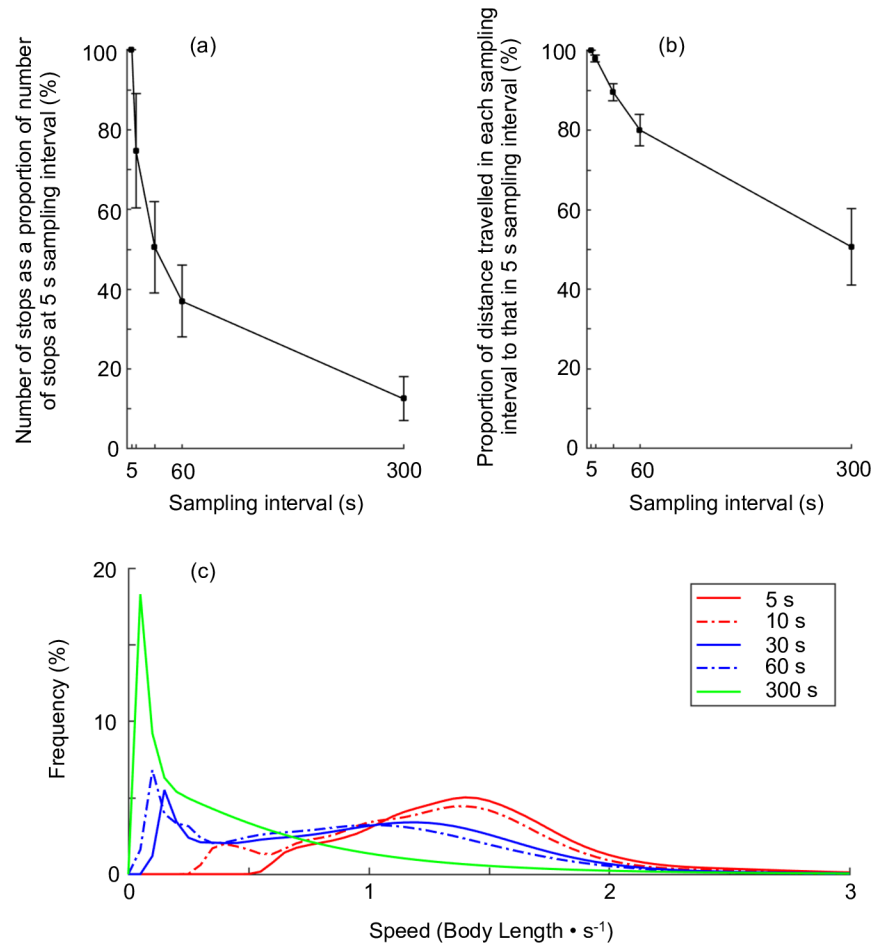 (a)
Number of stops as a proportion of number
of stops at 5 s sampling interval (%)
100
80
60
40
20
0
5 60 300
Sampling interval (s)
(b)
Proportion of distance travelled in each sampling
interval to that in 5 s sampling interval (%)
100
80
60
40
20
0
5 60 300
Sampling interval (s)
(c)
Frequency (%)
20
10
0
0 1 2 3
Speed (Body Length • s⁻¹)
5 s
10 s
30 s
60 s
300 s